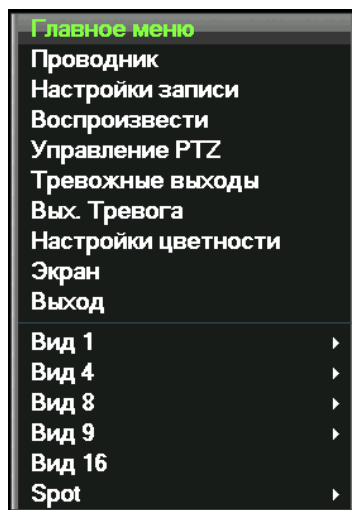 Главное меню
Проводник
Настройки записи
Воспроизвести
Управление PTZ
Тревожные выходы
Вых. Тревога
Настройки цветности
Экран
Выход
Вид 1
Вид 4
Вид 8
Вид 9
Вид 16
Spot